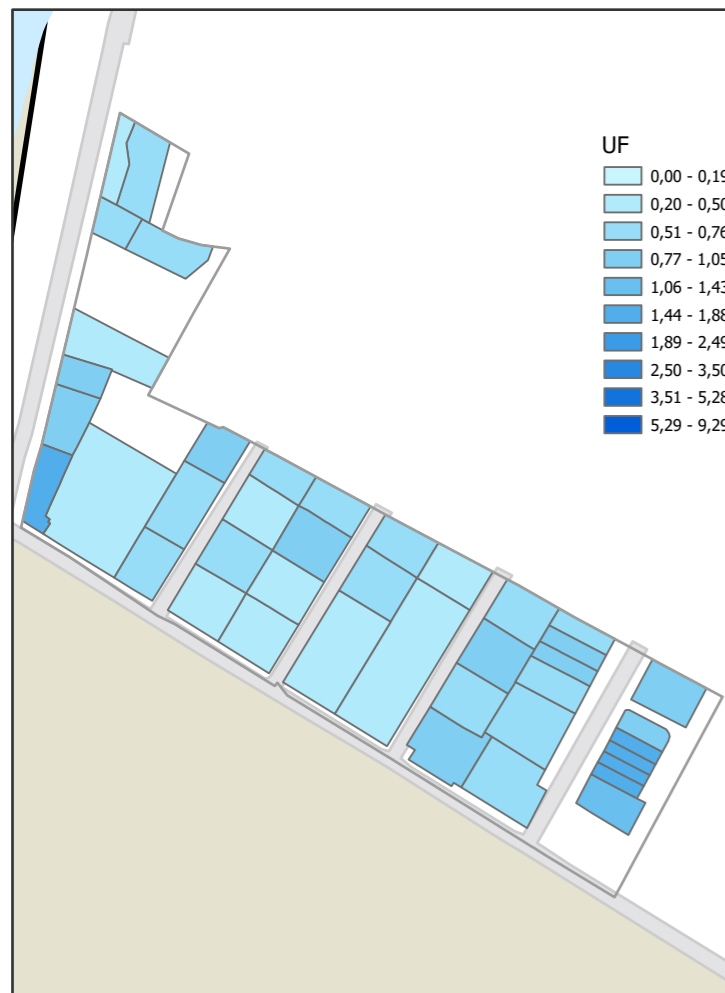 UF
0,00 - 0,19
0,20 - 0,50
0,51 - 0,76
0,77 - 1,05
1,06 - 1,43
1,44 - 1,88
1,89 - 2,49
2,50 - 3,50
3,51 - 5,28
5,29 - 9,29